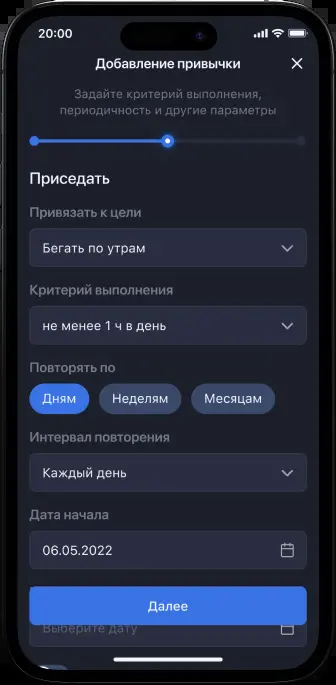 20:00
Добавление привычки
Задайте критерий выполнения,
периодичность и другие параметры
Приседать
Привязать к цели
Бегать по утрам
Критерий выполнения
не менее 1 ч в день
Повторять по
Дням Неделям Месяцам
Интервал повторения
Каждый день
Дата начала
06.05.2022
Далее
Выберите дату